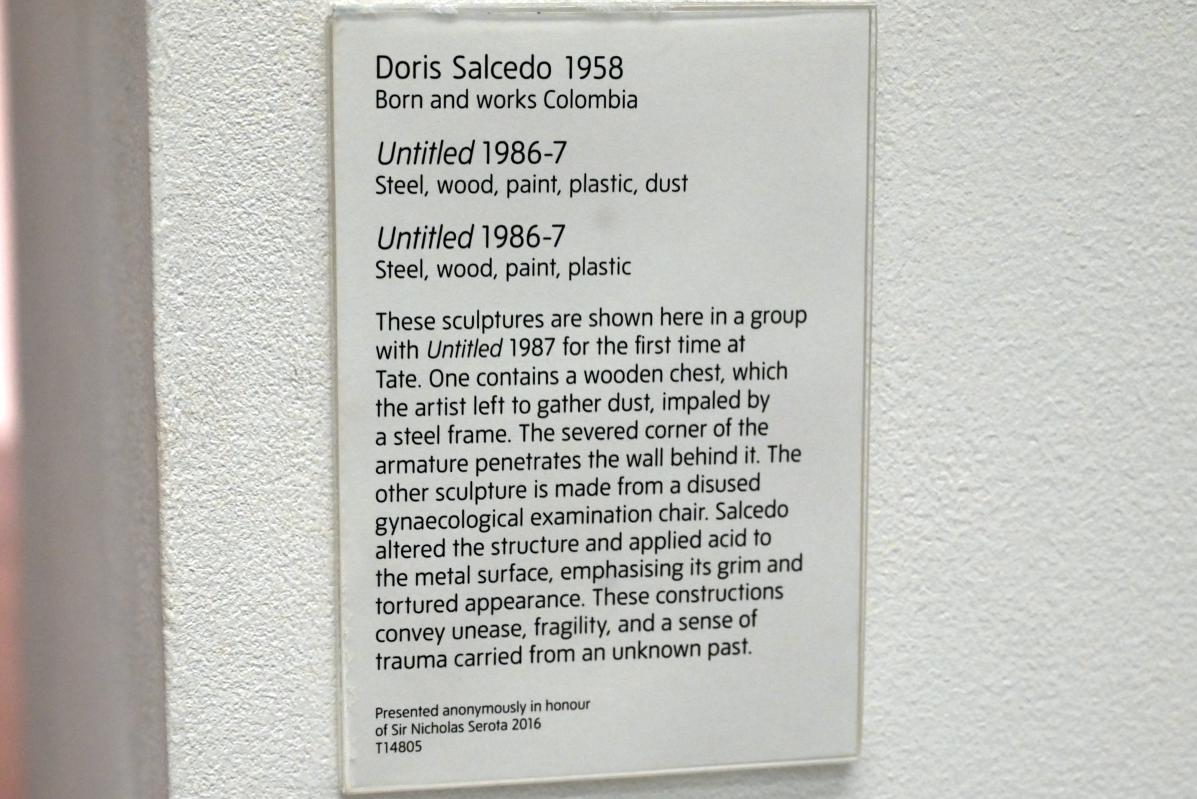 Doris Salcedo 1958
Born and works Colombia
Untitled 1986-7
Steel, wood, paint, plastic, dust
Untitled 1986-7
Steel, wood, paint, plastic
These sculptures are shown here in a group
with Untitled 1987 for the first time at
Tate. One contains a wooden chest, which
the artist left to gather dust, impaled by
a steel frame. The severed corner of the
armature penetrates the wall behind it. The
other sculpture is made from a disused
gynaecological examination chair. Salcedo
altered the structure and applied acid to
the metal surface, emphasising its grim and
tortured appearance. These constructions
convey unease, fragility, and a sense of
trauma carried from an unknown past.
Presented anonymously in honour
of Sir Nicholas Serota 2016
T14805